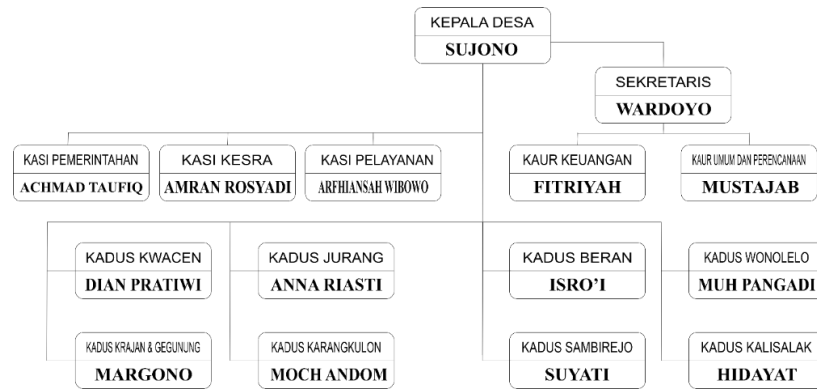 KEPALA DESA
SUJONO
SEKRETARIS
WARDOYO
KASI PEMERINTAHAN
ACHMAD TAUFIQ
KASI KESRA
AMRAN ROSYADI
KASI PELAYANAN
ARFHIANSAH WIBOWO
KAUR KEUANGAN
FITRIYAH
KAUR UMUM DAN PERENCANAAN
MUSTAJAB
KADUS KWACEN
DIAN PRATIWI
KADUS JURANG
ANNA RIASTI
KADUS BERAN
ISRO’I
KADUS WONOLELO
MUH PANGADI
KADUS KRAJAN & GEGUNUNG
MARGONO
KADUS KARANGKULON
MOCH ANDOM
KADUS SAMBIREJO
SUYATI
KADUS KALISALAK
HIDAYAT